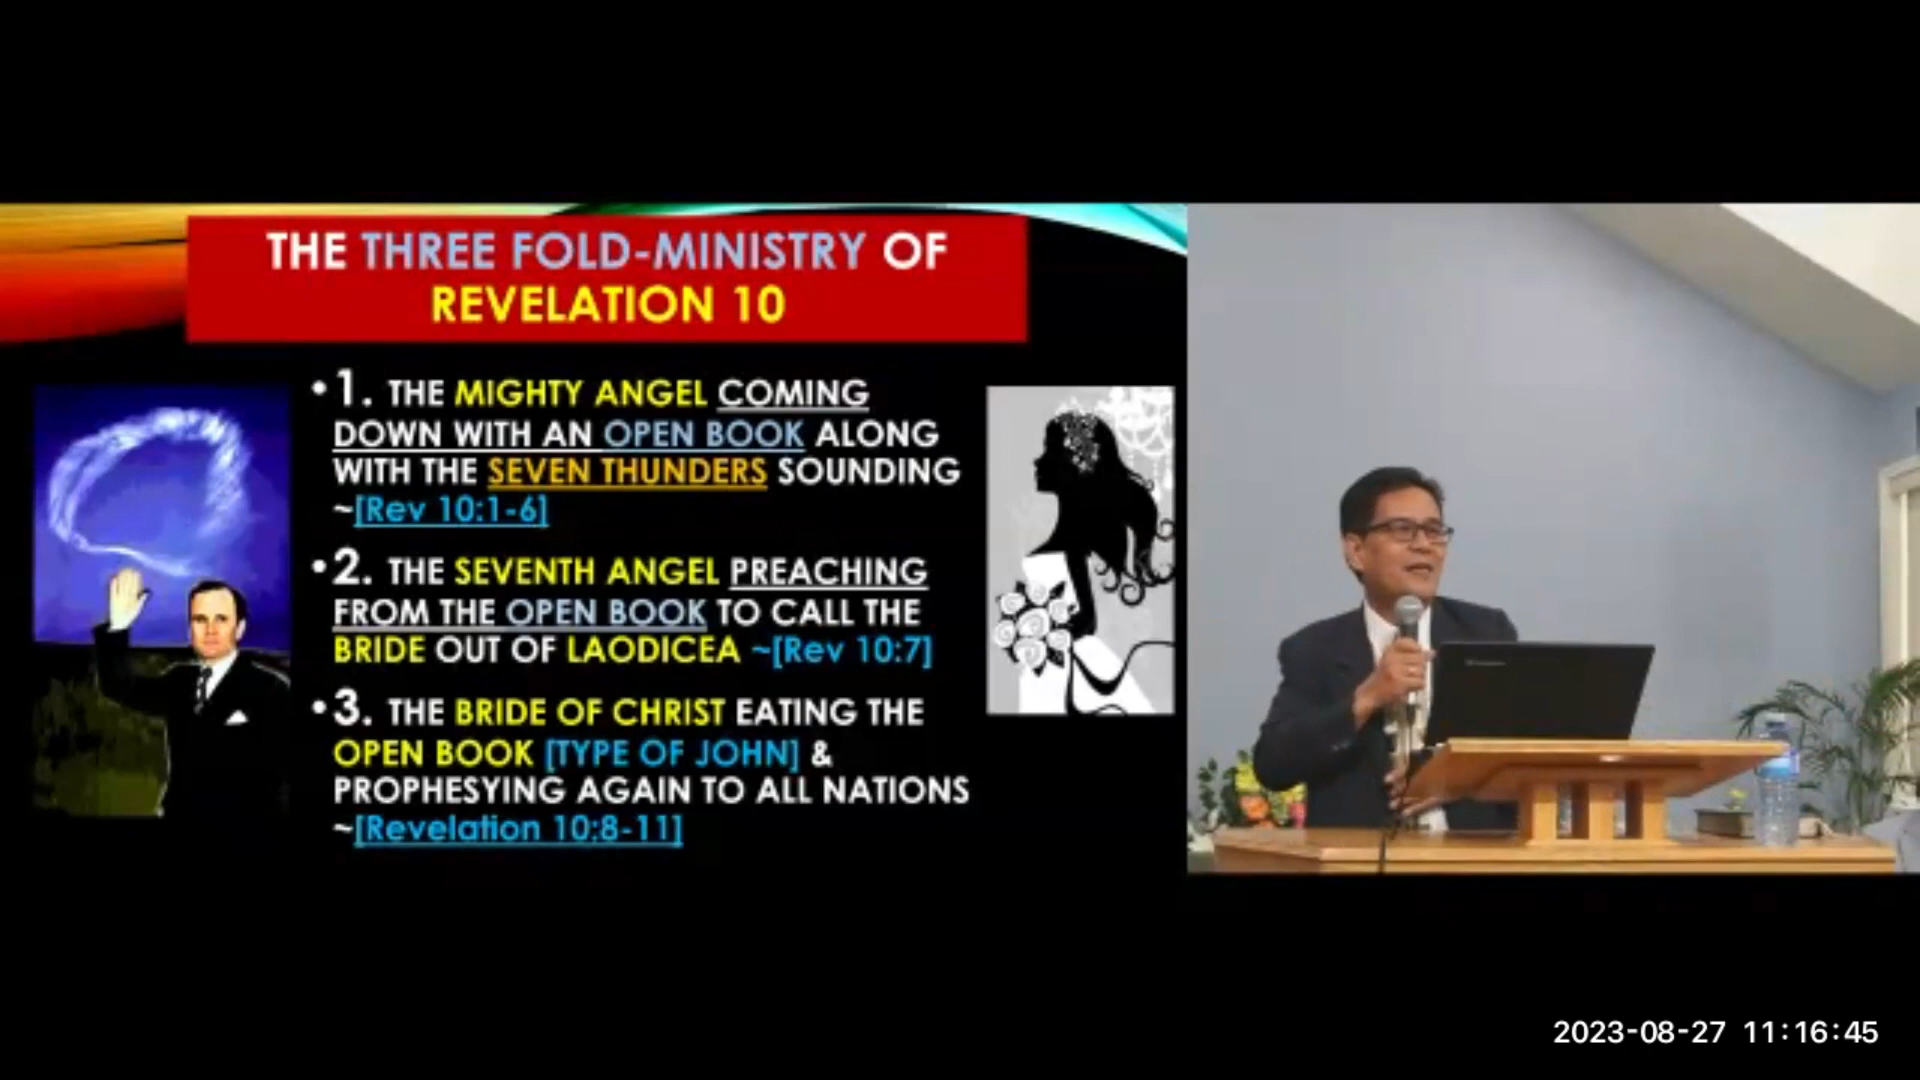 THE THREE FOLD-MINISTRY OF
REVELATION 10
•1. THE MIGHTY ANGEL COMING
DOWN WITH AN OPEN BOOK ALONG
WITH THE SEVEN THUNDERS SOUNDING
~[Rev 10:1-6]
•2. THE SEVENTH ANGEL PREACHING
FROM THE OPEN BOOK TO CALL THE
BRIDE OUT OF LAODICEA ~[Rev 10:7]
•3. THE BRIDE OF CHRIST EATING THE
OPEN BOOK [TYPE OF JOHN] &
PROPHESYING AGAIN TO ALL NATIONS
~[Revelation 10:8-11]
2023-08-27 11:16:45